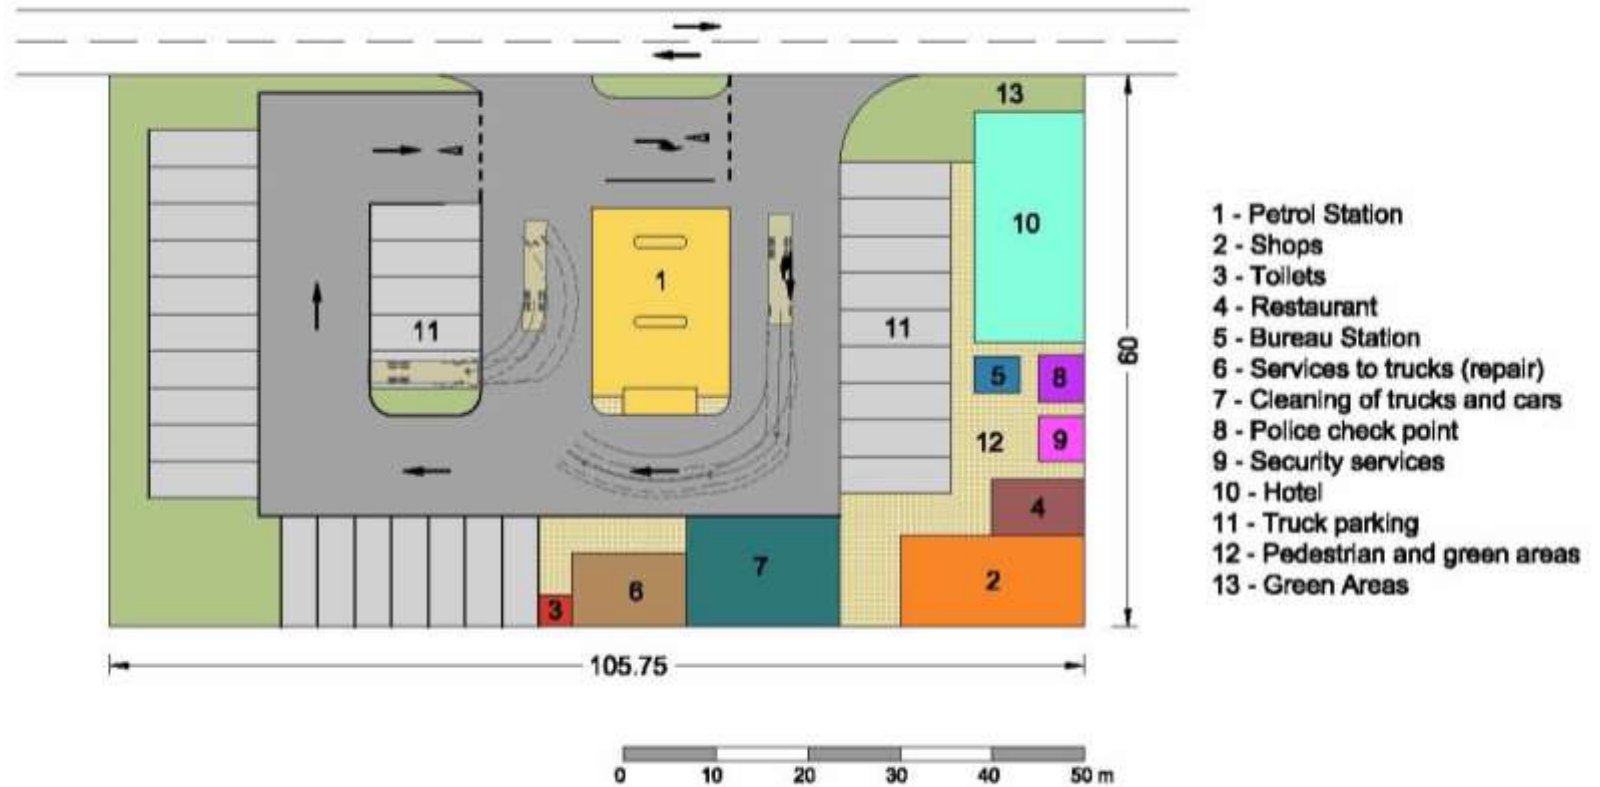 13
10
1
11
11
5
8
12
9
4
7
6
2
3
60
105.75
0 10 20 30 40 50 m
1 - Petrol Station
2 - Shops
3 - Toilets
4 - Restaurant
5 - Bureau Station
6 - Services to trucks (repair)
7 - Cleaning of trucks and cars
8 - Police check point
9 - Security services
10 - Hotel
11 - Truck parking
12 - Pedestrian and green areas
13 - Green Areas